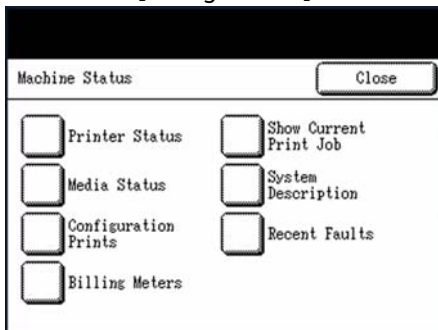 Machine Status
Close
Printer Status
Show Current
Print Job
Media Status
System
Description
Configuration
Prints
Recent Faults
Billing Meters